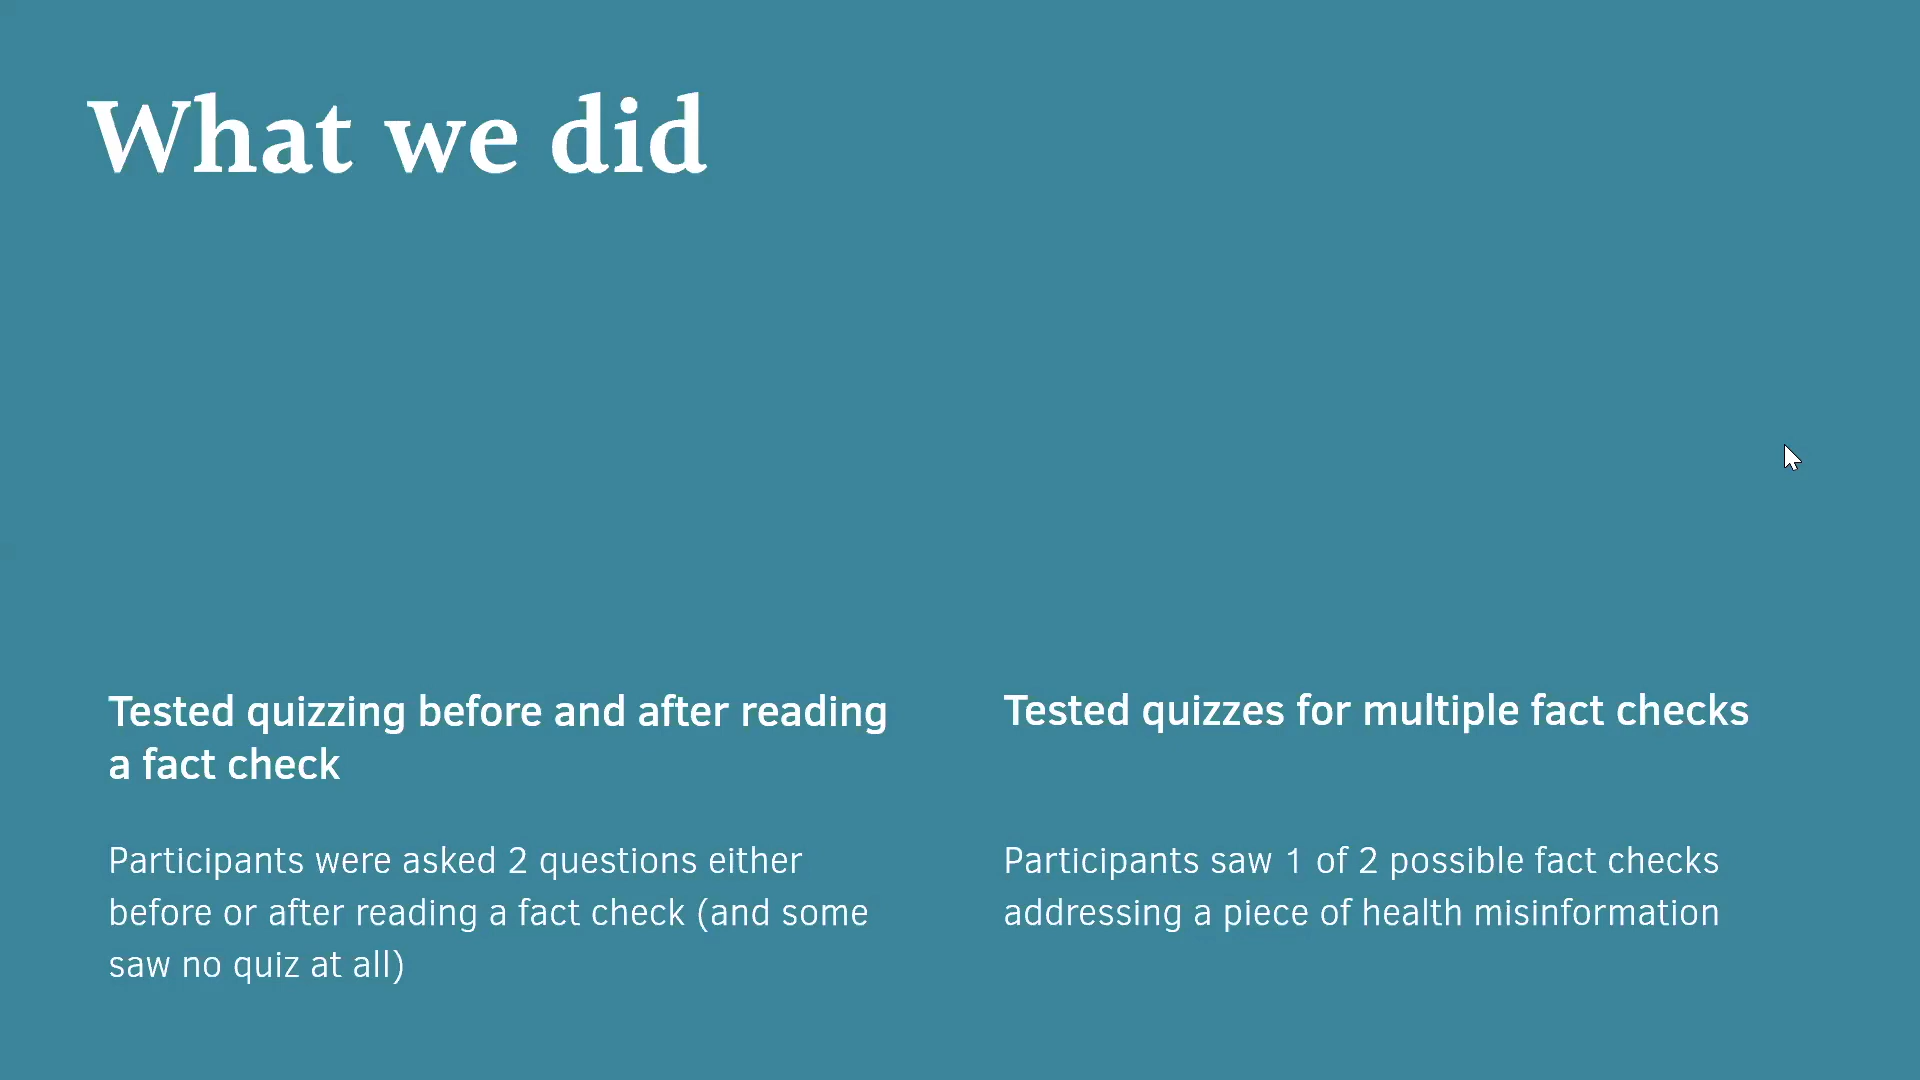 What we did
Tested quizzing before and after reading
a fact check
Participants were asked 2 questions either
before or after reading a fact check (and some
saw no quiz at all)
Tested quizzes for multiple fact checks
Participants saw 1 of 2 possible fact checks
addressing a piece of health misinformation